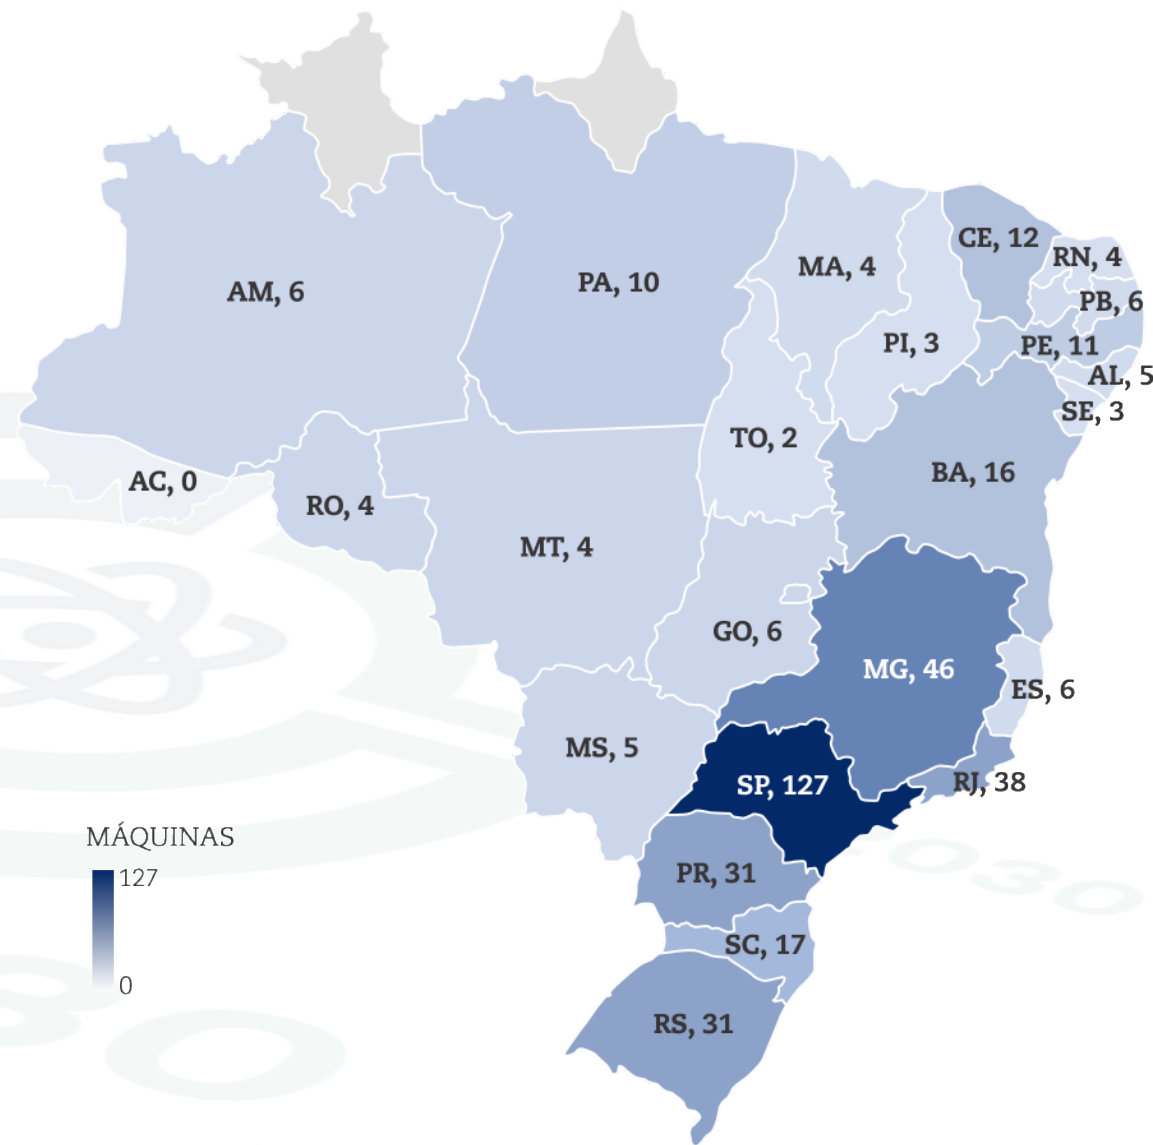 CE, 12
RN, 4
MA, 4
PA, 10
AM, 6
PB, 6
PI, 3
PE, 11
AL, 5
SE, 3
TO, 2
BA, 16
AC, 0
RO, 4
MT, 4
GO, 6
MG, 46
ES, 6
MS, 5
SP, 127
RJ, 38
MÁQUINAS
127
0
PR, 31
SC, 17
RS, 31